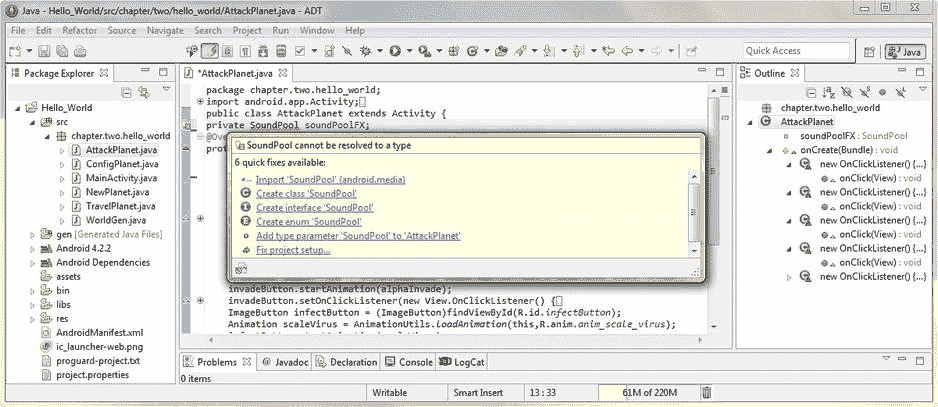 Java - Hello_World/src/chapter/two/hello_world/AttackPlanet.java - ADT
File Edit Refactor Source Navigate Search Project Run Window Help
Quick Access
Java
Package Explorer
Hello_World
src
chapter.two.hello_world
AttackPlanet.java
ConfigPlanet.java
MainActivity.java
NewPlanet.java
TravelPlanet.java
WorldGen.java
gen [Generated Java Files]
Android 4.2.2
Android Dependencies
assets
bin
libs
res
AndroidManifest.xml
ic_launcher-web.png
proguard-project.txt
project.properties
*AttackPlanet.java
package chapter.two.hello_world;
import android.app.Activity;
public class AttackPlanet extends Activity {
private SoundPool soundPoolFX;
@Ove
prot
SoundPool cannot be resolved to a type
6 quick fixes available:
Import 'SoundPool' (android.media)
Create class 'SoundPool'
Create interface 'SoundPool'
Create enum 'SoundPool'
Add type parameter 'SoundPool' to 'AttackPlanet'
Fix project setup...
invadeButton.startAnimation(alphaInvade);
invadeButton.setOnClickListener(new View.OnClickListener() {
ImageButton infectButton = (ImageButton)findViewById(R.id.infectButton);
Animation scaleVirus = AnimationUtils.loadAnimation(this,R.anim.anim_scale_virus);
Outline
chapter.two.hello_world
AttackPlanet
soundPoolFX : SoundPool
onCreate(Bundle) : void
new OnClickListener() {...}
onClick(View) : void
new OnClickListener() {...}
onClick(View) : void
new OnClickListener() {...}
onClick(View) : void
new OnClickListener() {...}
onClick(View) : void
new OnClickListener() {...}
Problems @ Javadoc Declaration Console LogCat
0 items
Writable Smart Insert 13 : 33 61M of 220M